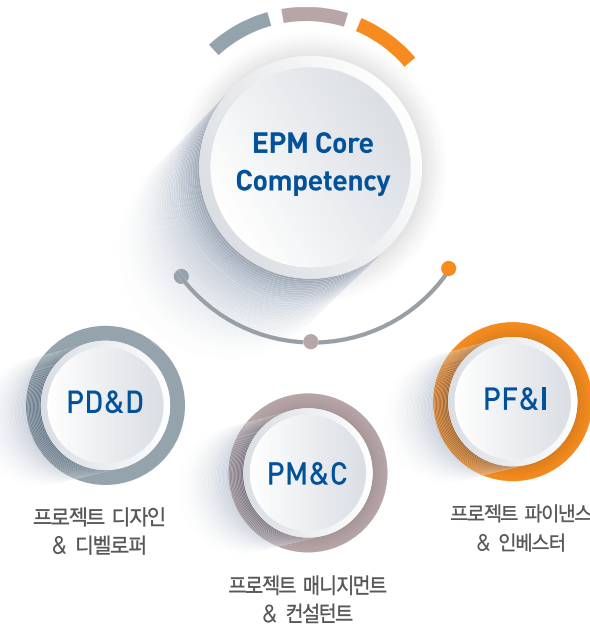 EPM Core
Competency
PD&D
프로젝트 디자인
& 디벨로퍼
PM&C
프로젝트 매니지먼트
& 컨설턴트
PF&I
프로젝트 파이낸스
& 인베스터